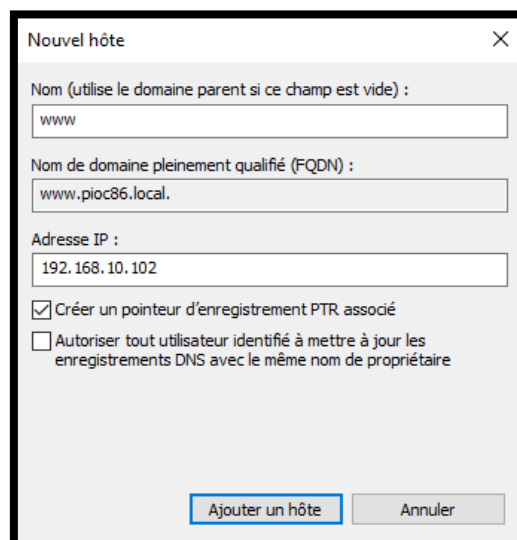 Nouvel hôte
Nom (utilise le domaine parent si ce champ est vide) :
www
Nom de domaine pleinement qualifié (FQDN) :
www.pioc86.local.
Adresse IP :
192.168.10.102
Créer un pointeur d'enregistrement PTR associé
Autoriser tout utilisateur identifié à mettre à jour les
enregistrements DNS avec le même nom de propriétaire
Ajouter un hôte
Annuler